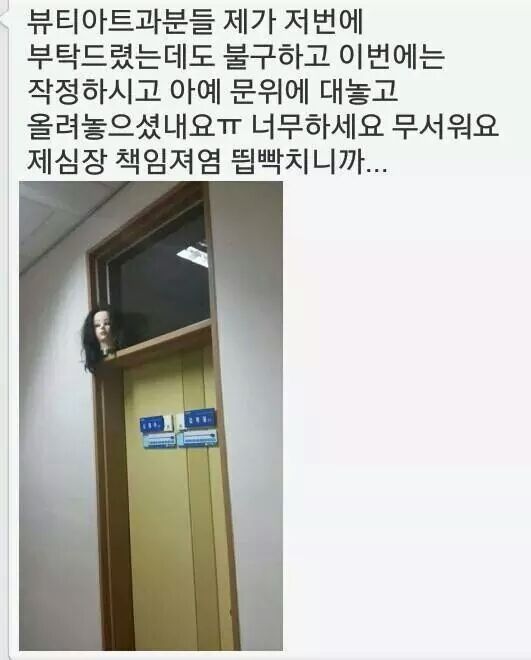 뷰티아트과분들 제가 저번에
부탁드렸는데도 불구하고 이번에는
작정하시고 아예 문위에 대놓고
올려놓으셨내요ㅠ 너무하세요 무서워요
제심장 책임져염 띕빡치니까...